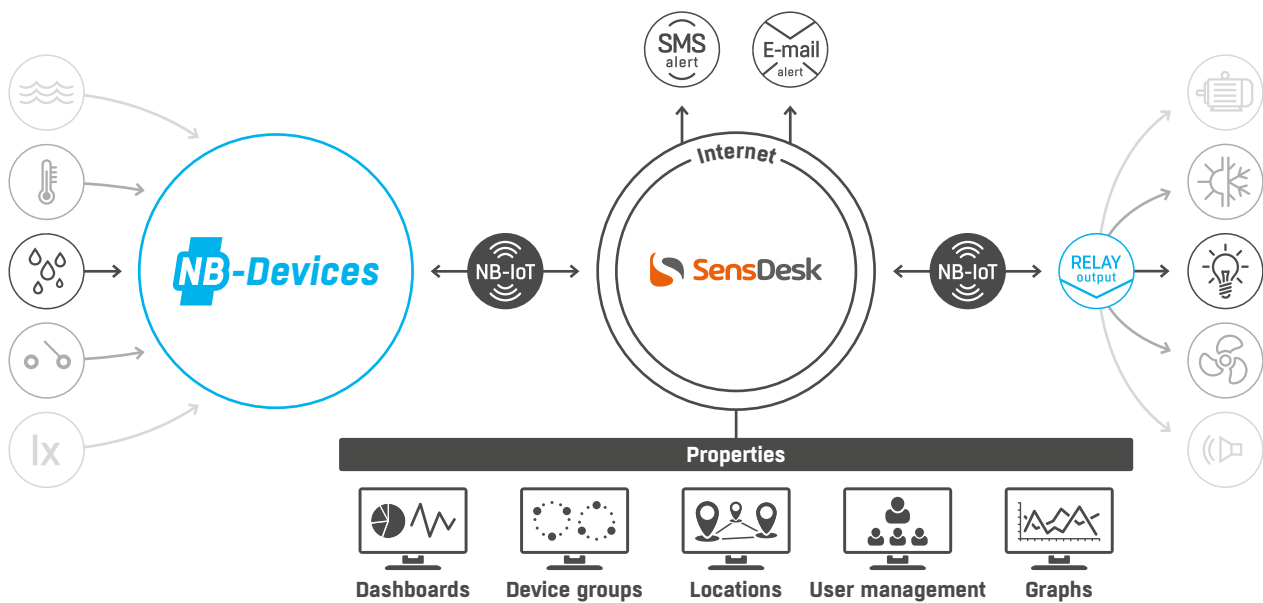 SMS
alert
E-mail
alert
Internet
NB-Devices
NB-IoT
SensDesk
NB-IoT
RELAY
output
lx
Properties
Dashboards
Device groups
Locations
User management
Graphs